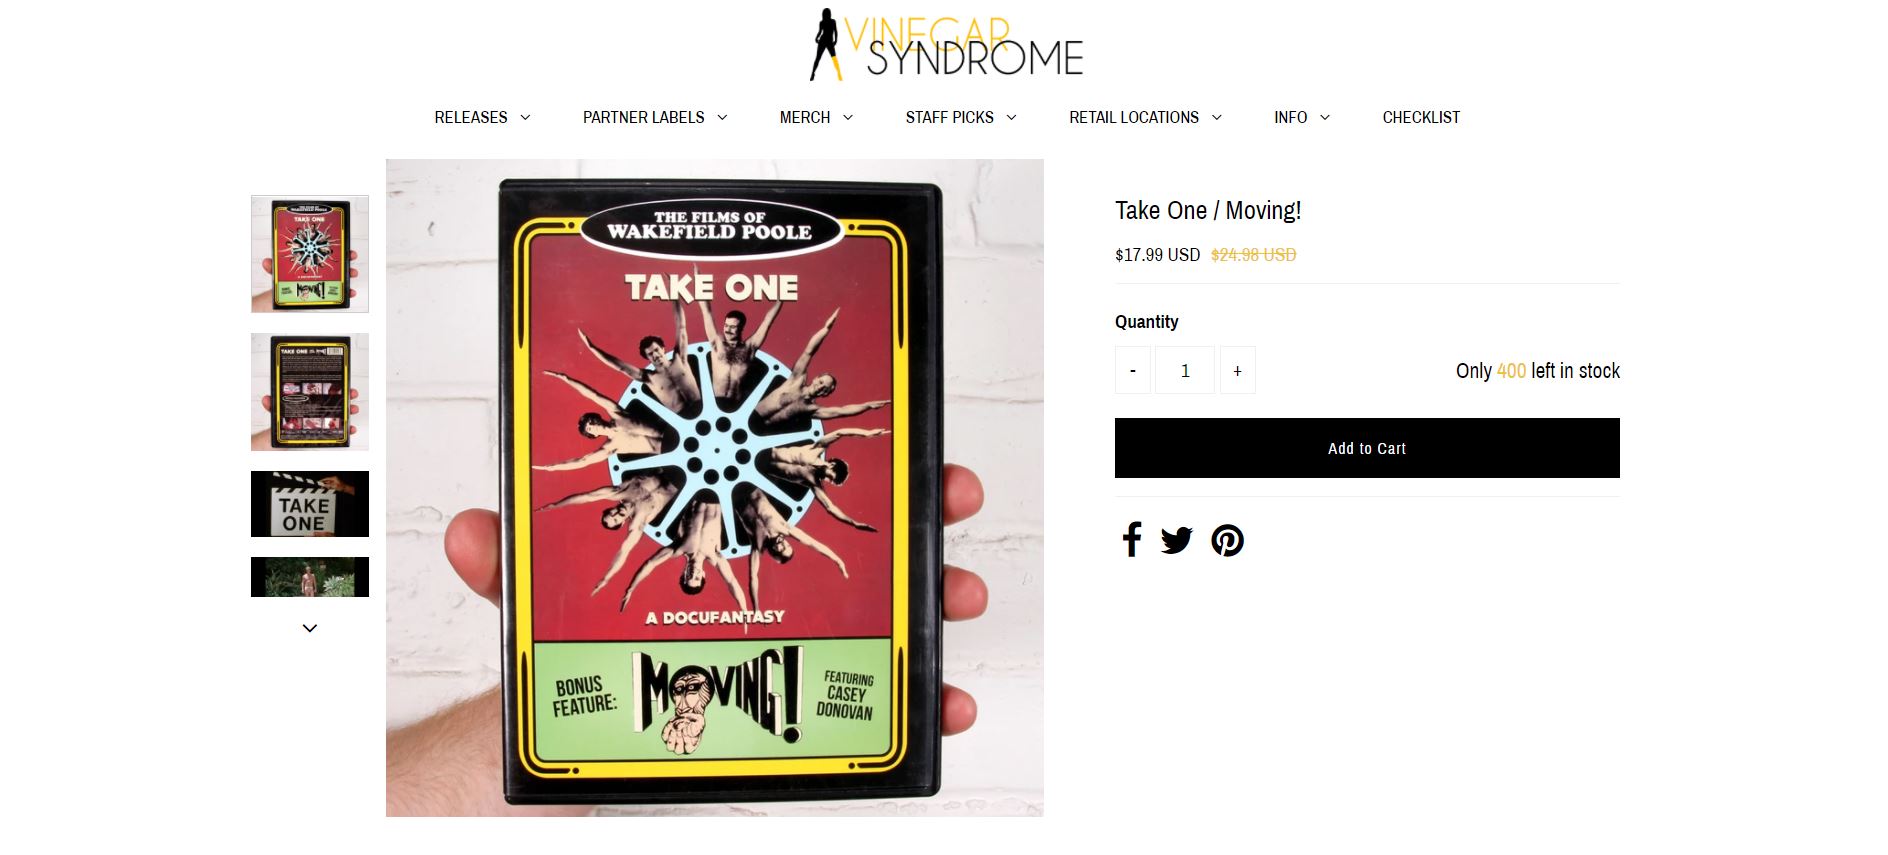 VINEGAR
SYNDROME
RELEASES
PARTNER LABELS
MERCH
STAFF PICKS
RETAIL LOCATIONS
INFO
CHECKLIST
TAKE
ONE
THE FILMS OF
WAKEFIELD POOLE
TAKE ONE
A DOCUFANTASY
BONUS
FEATURE:
MOVING!
FEATURING
CASEY
DONOVAN
Take One / Moving!
$17.99 USD $24.98 USD
Quantity
- 1 +
Only 400 left in stock
Add to Cart